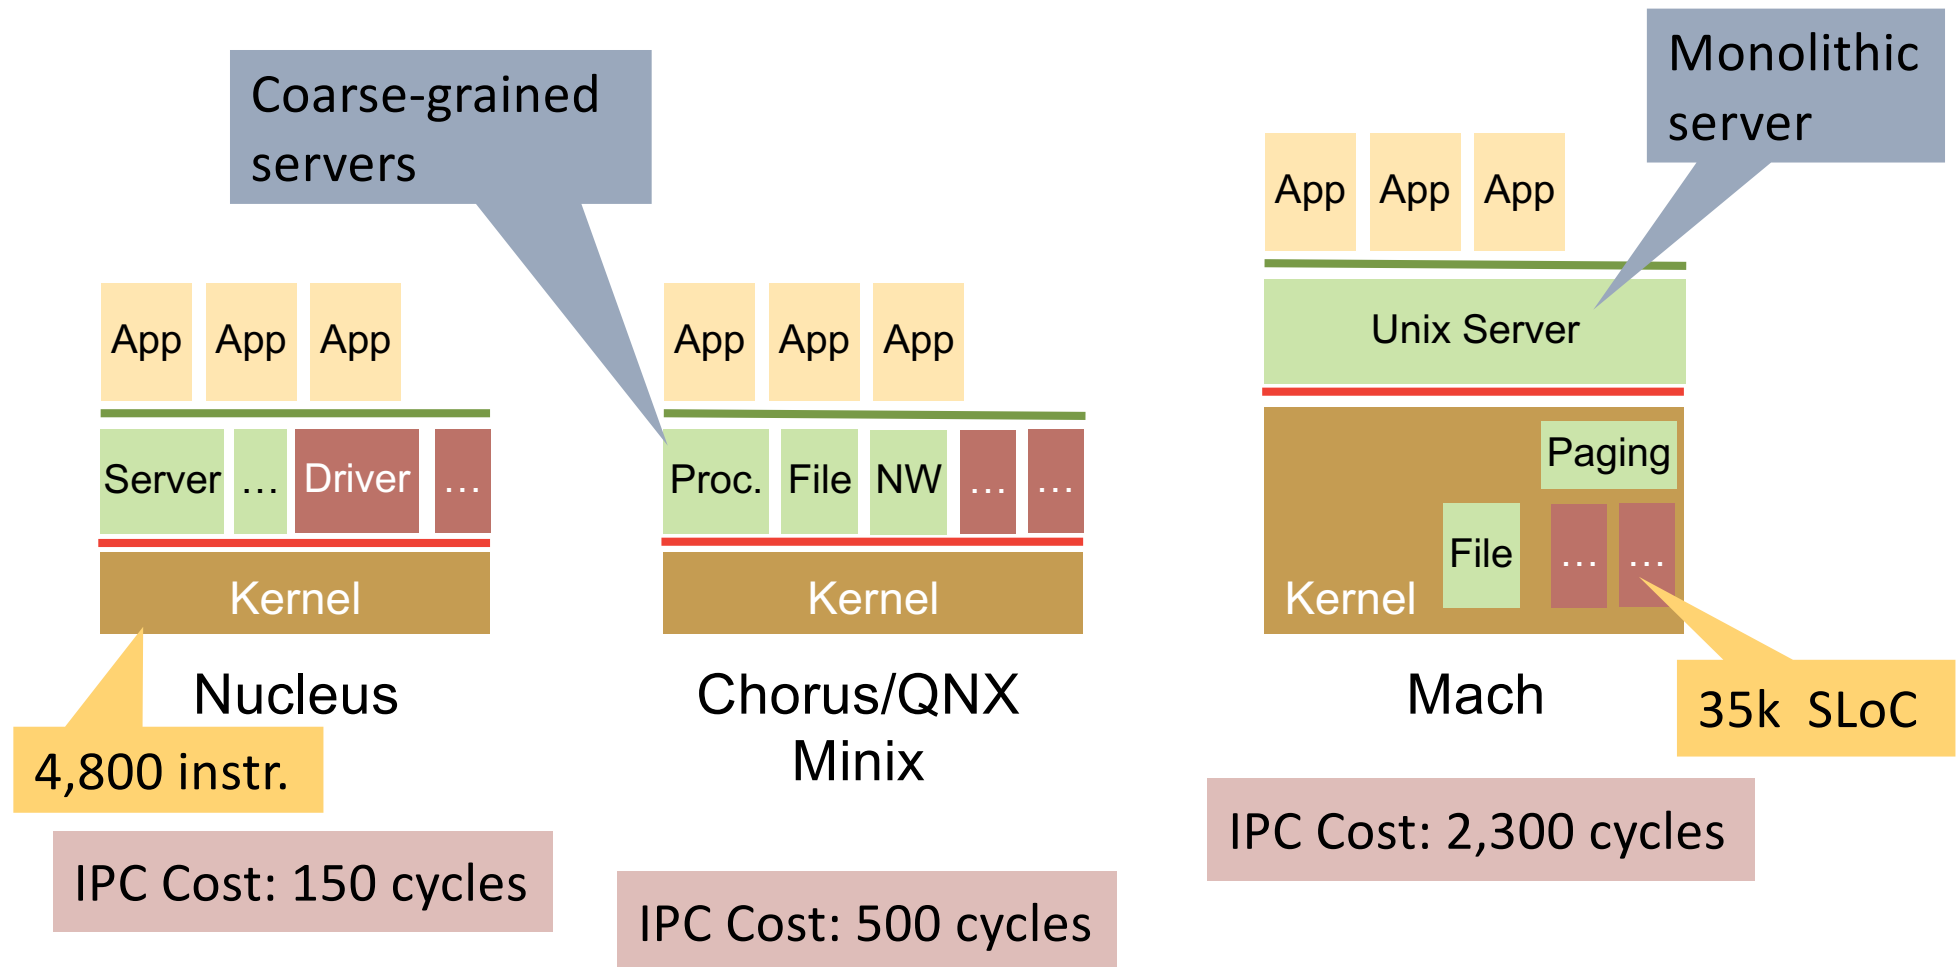 Coarse-grained
servers
Monolithic
server
App App App
Server … Driver …
Kernel
Nucleus
4,800 instr.
IPC Cost: 150 cycles
App App App
Proc. File NW … …
Kernel
Chorus/QNX
Minix
IPC Cost: 500 cycles
App App App
Unix Server
Paging
File … …
Kernel
Mach
35k SLoC
IPC Cost: 2,300 cycles